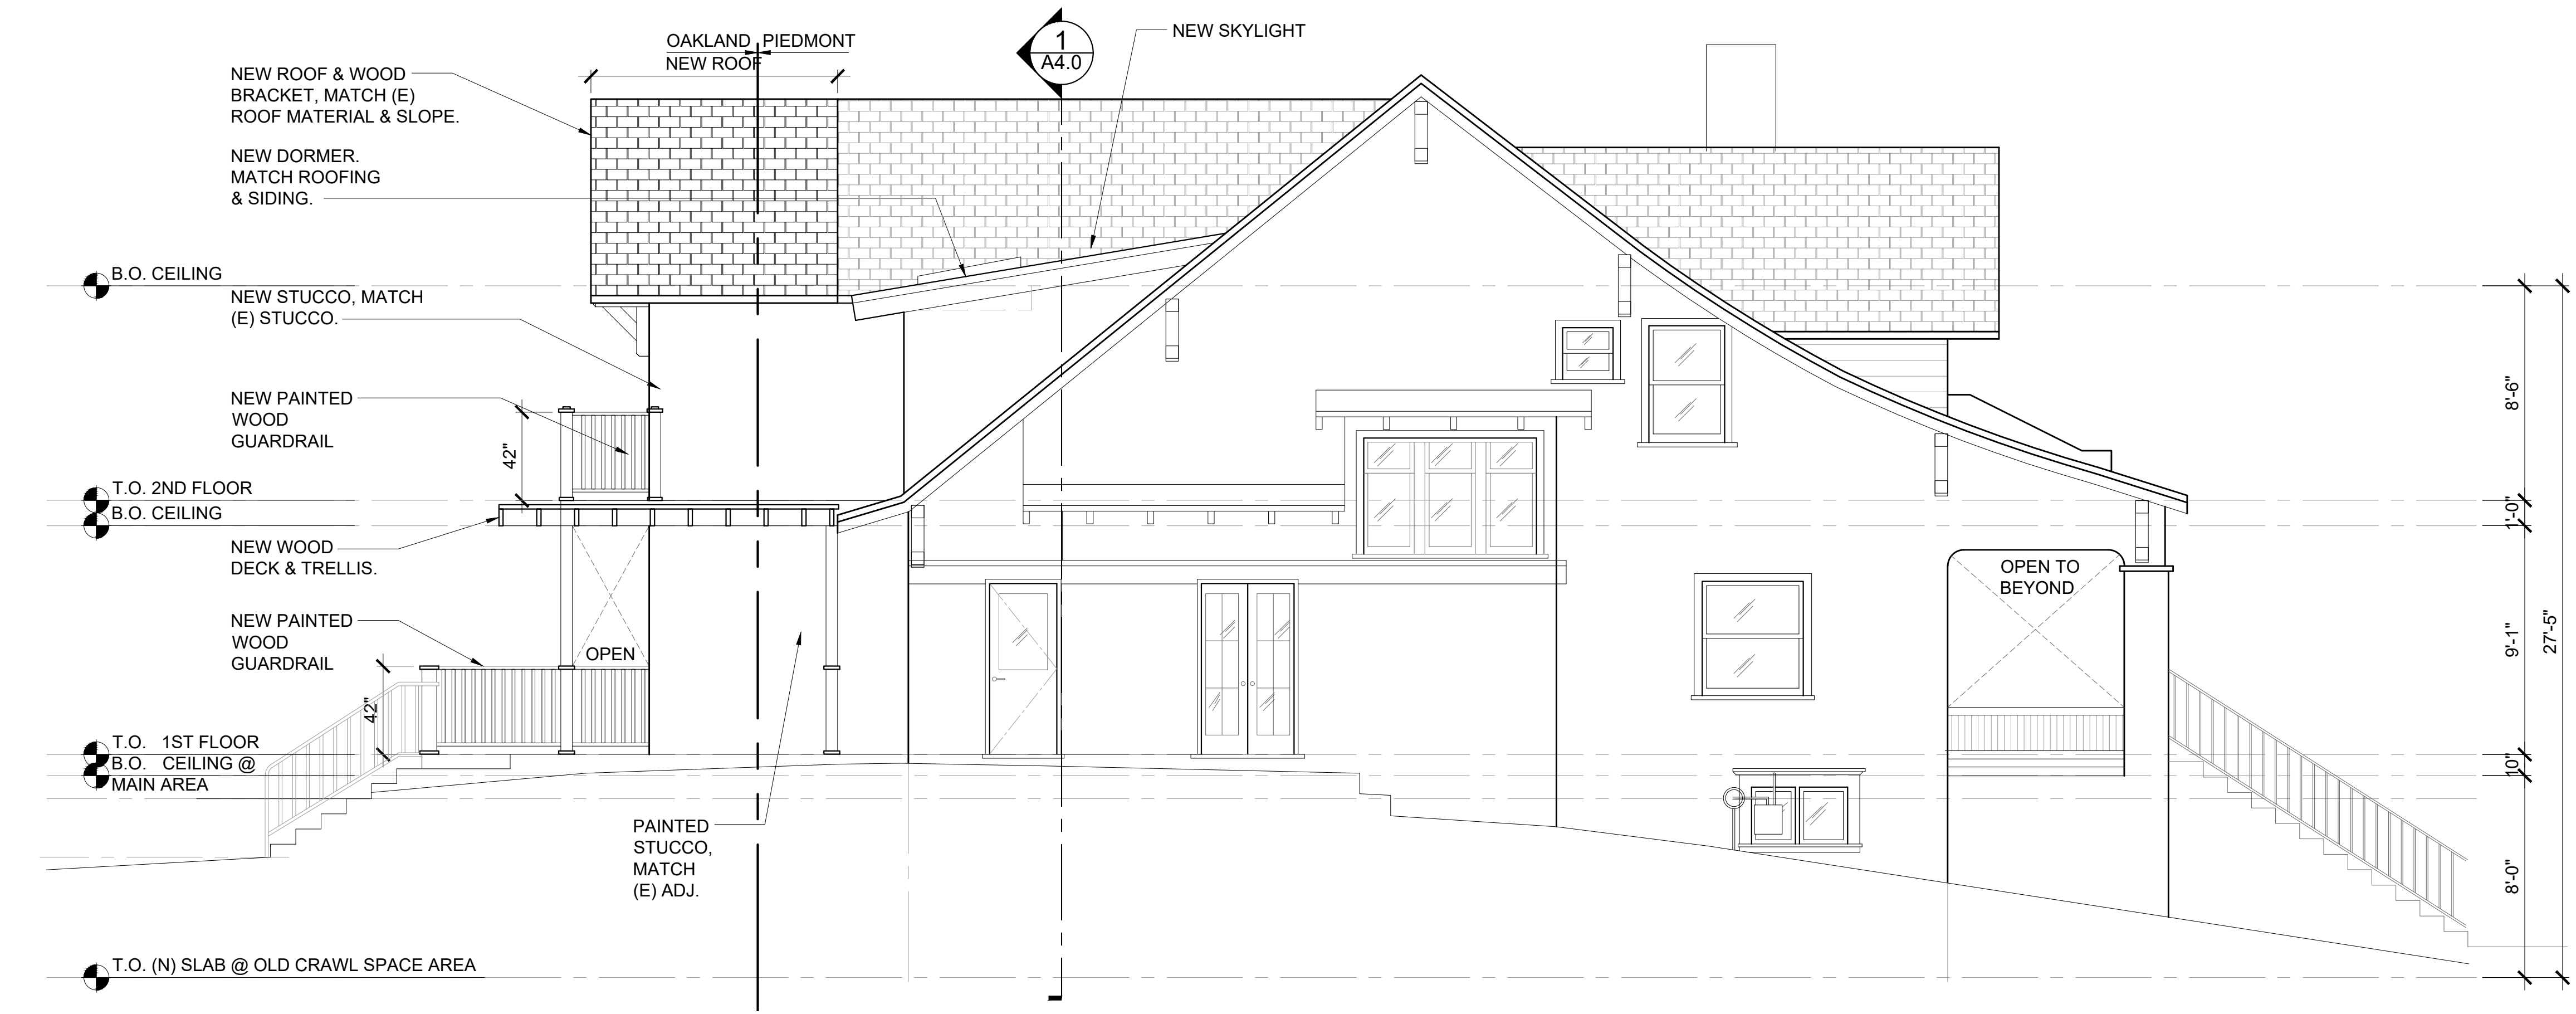 OAKLAND PIEDMONT
NEW ROOF
1
A4.0
NEW SKYLIGHT
NEW ROOF & WOOD
BRACKET, MATCH (E)
ROOF MATERIAL & SLOPE.
NEW DORMER.
MATCH ROOFING
& SIDING.
B.O. CEILING
NEW STUCCO, MATCH
(E) STUCCO.
NEW PAINTED
WOOD
GUARDRAIL
42"
T.O. 2ND FLOOR
B.O. CEILING
NEW WOOD
DECK & TRELLIS.
NEW PAINTED
WOOD
GUARDRAIL
OPEN
42"
T.O. 1ST FLOOR
B.O. CEILING @
MAIN AREA
PAINTED
STUCCO,
MATCH
(E) ADJ.
T.O. (N) SLAB @ OLD CRAWL SPACE AREA
OPEN TO
BEYOND
8'-6"
1'-0"
9'-1"
10"
8'-0"
27'-5"